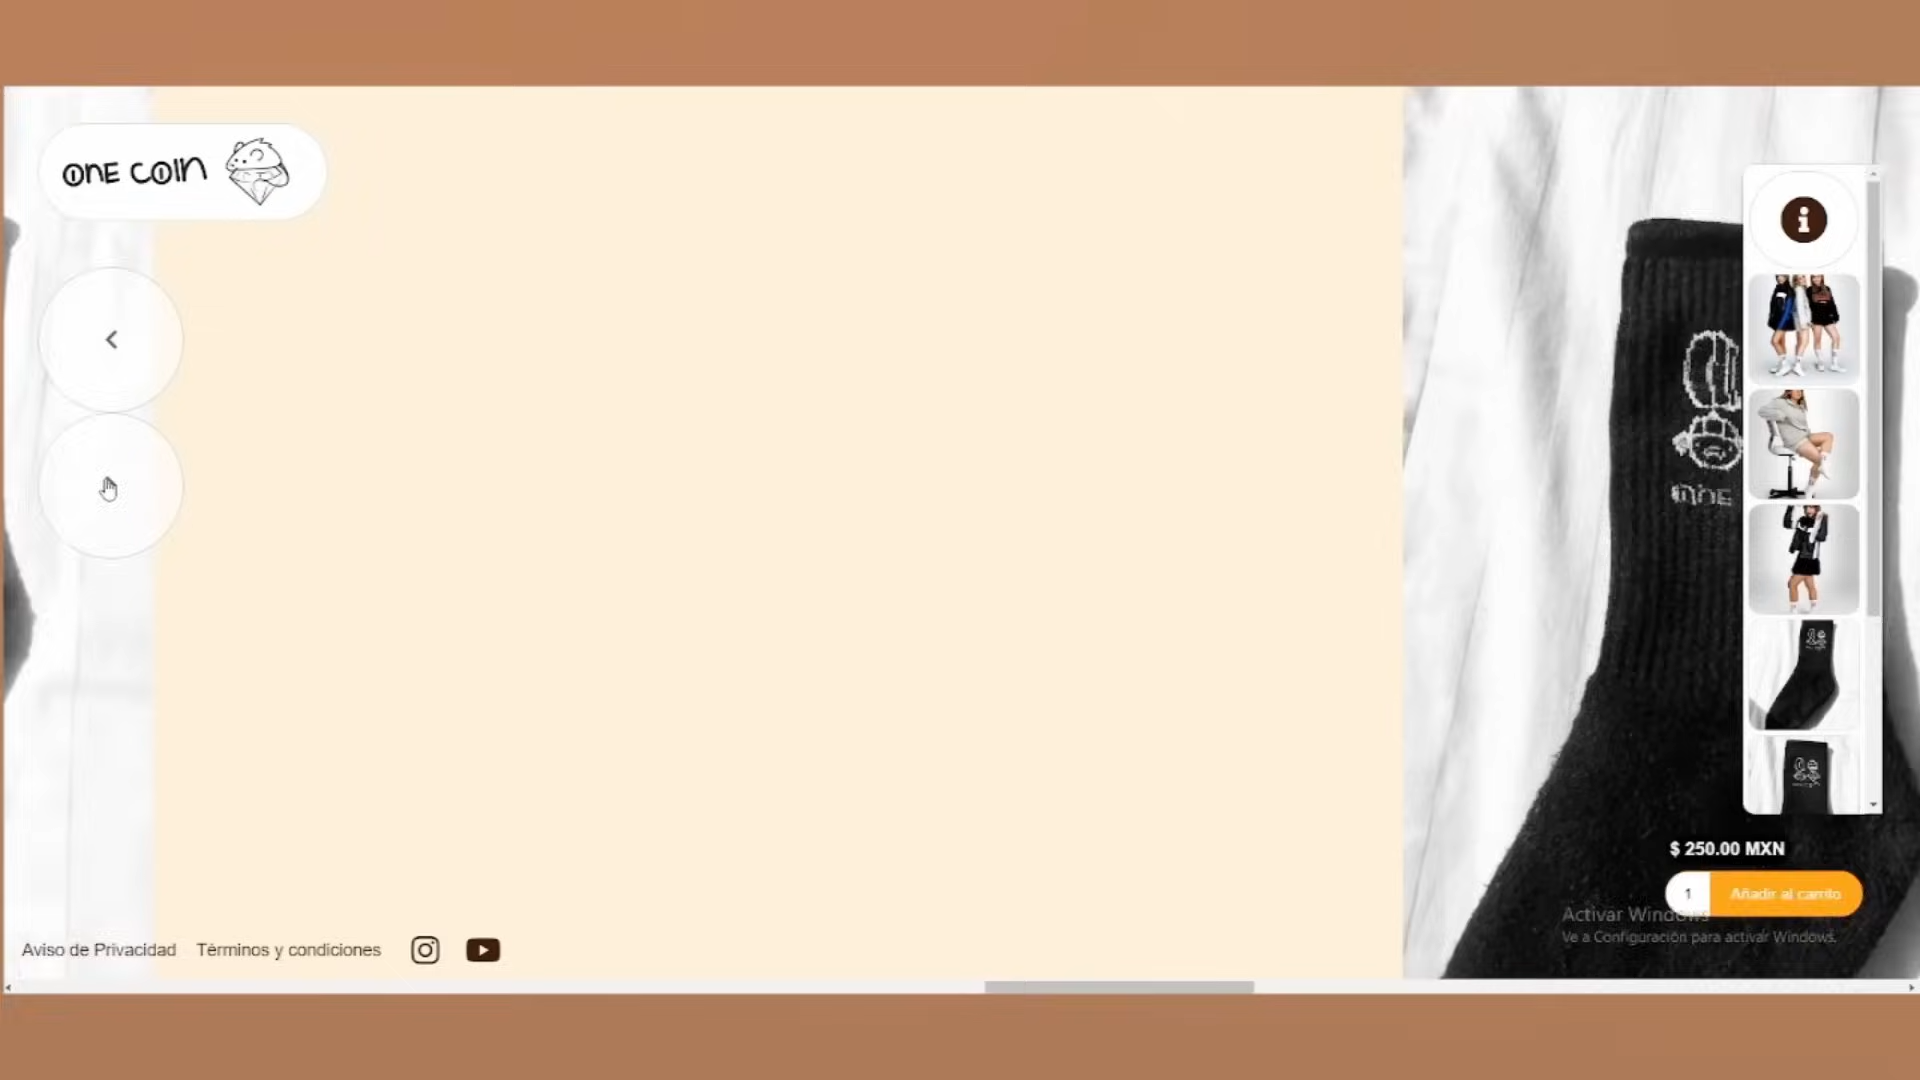 ONE COIN
ONE
$ 250.00 MXN
1 Añadir al carrito
Activar Windows
Ve a Configuración para activar Windows.
Aviso de Privacidad Términos y condiciones